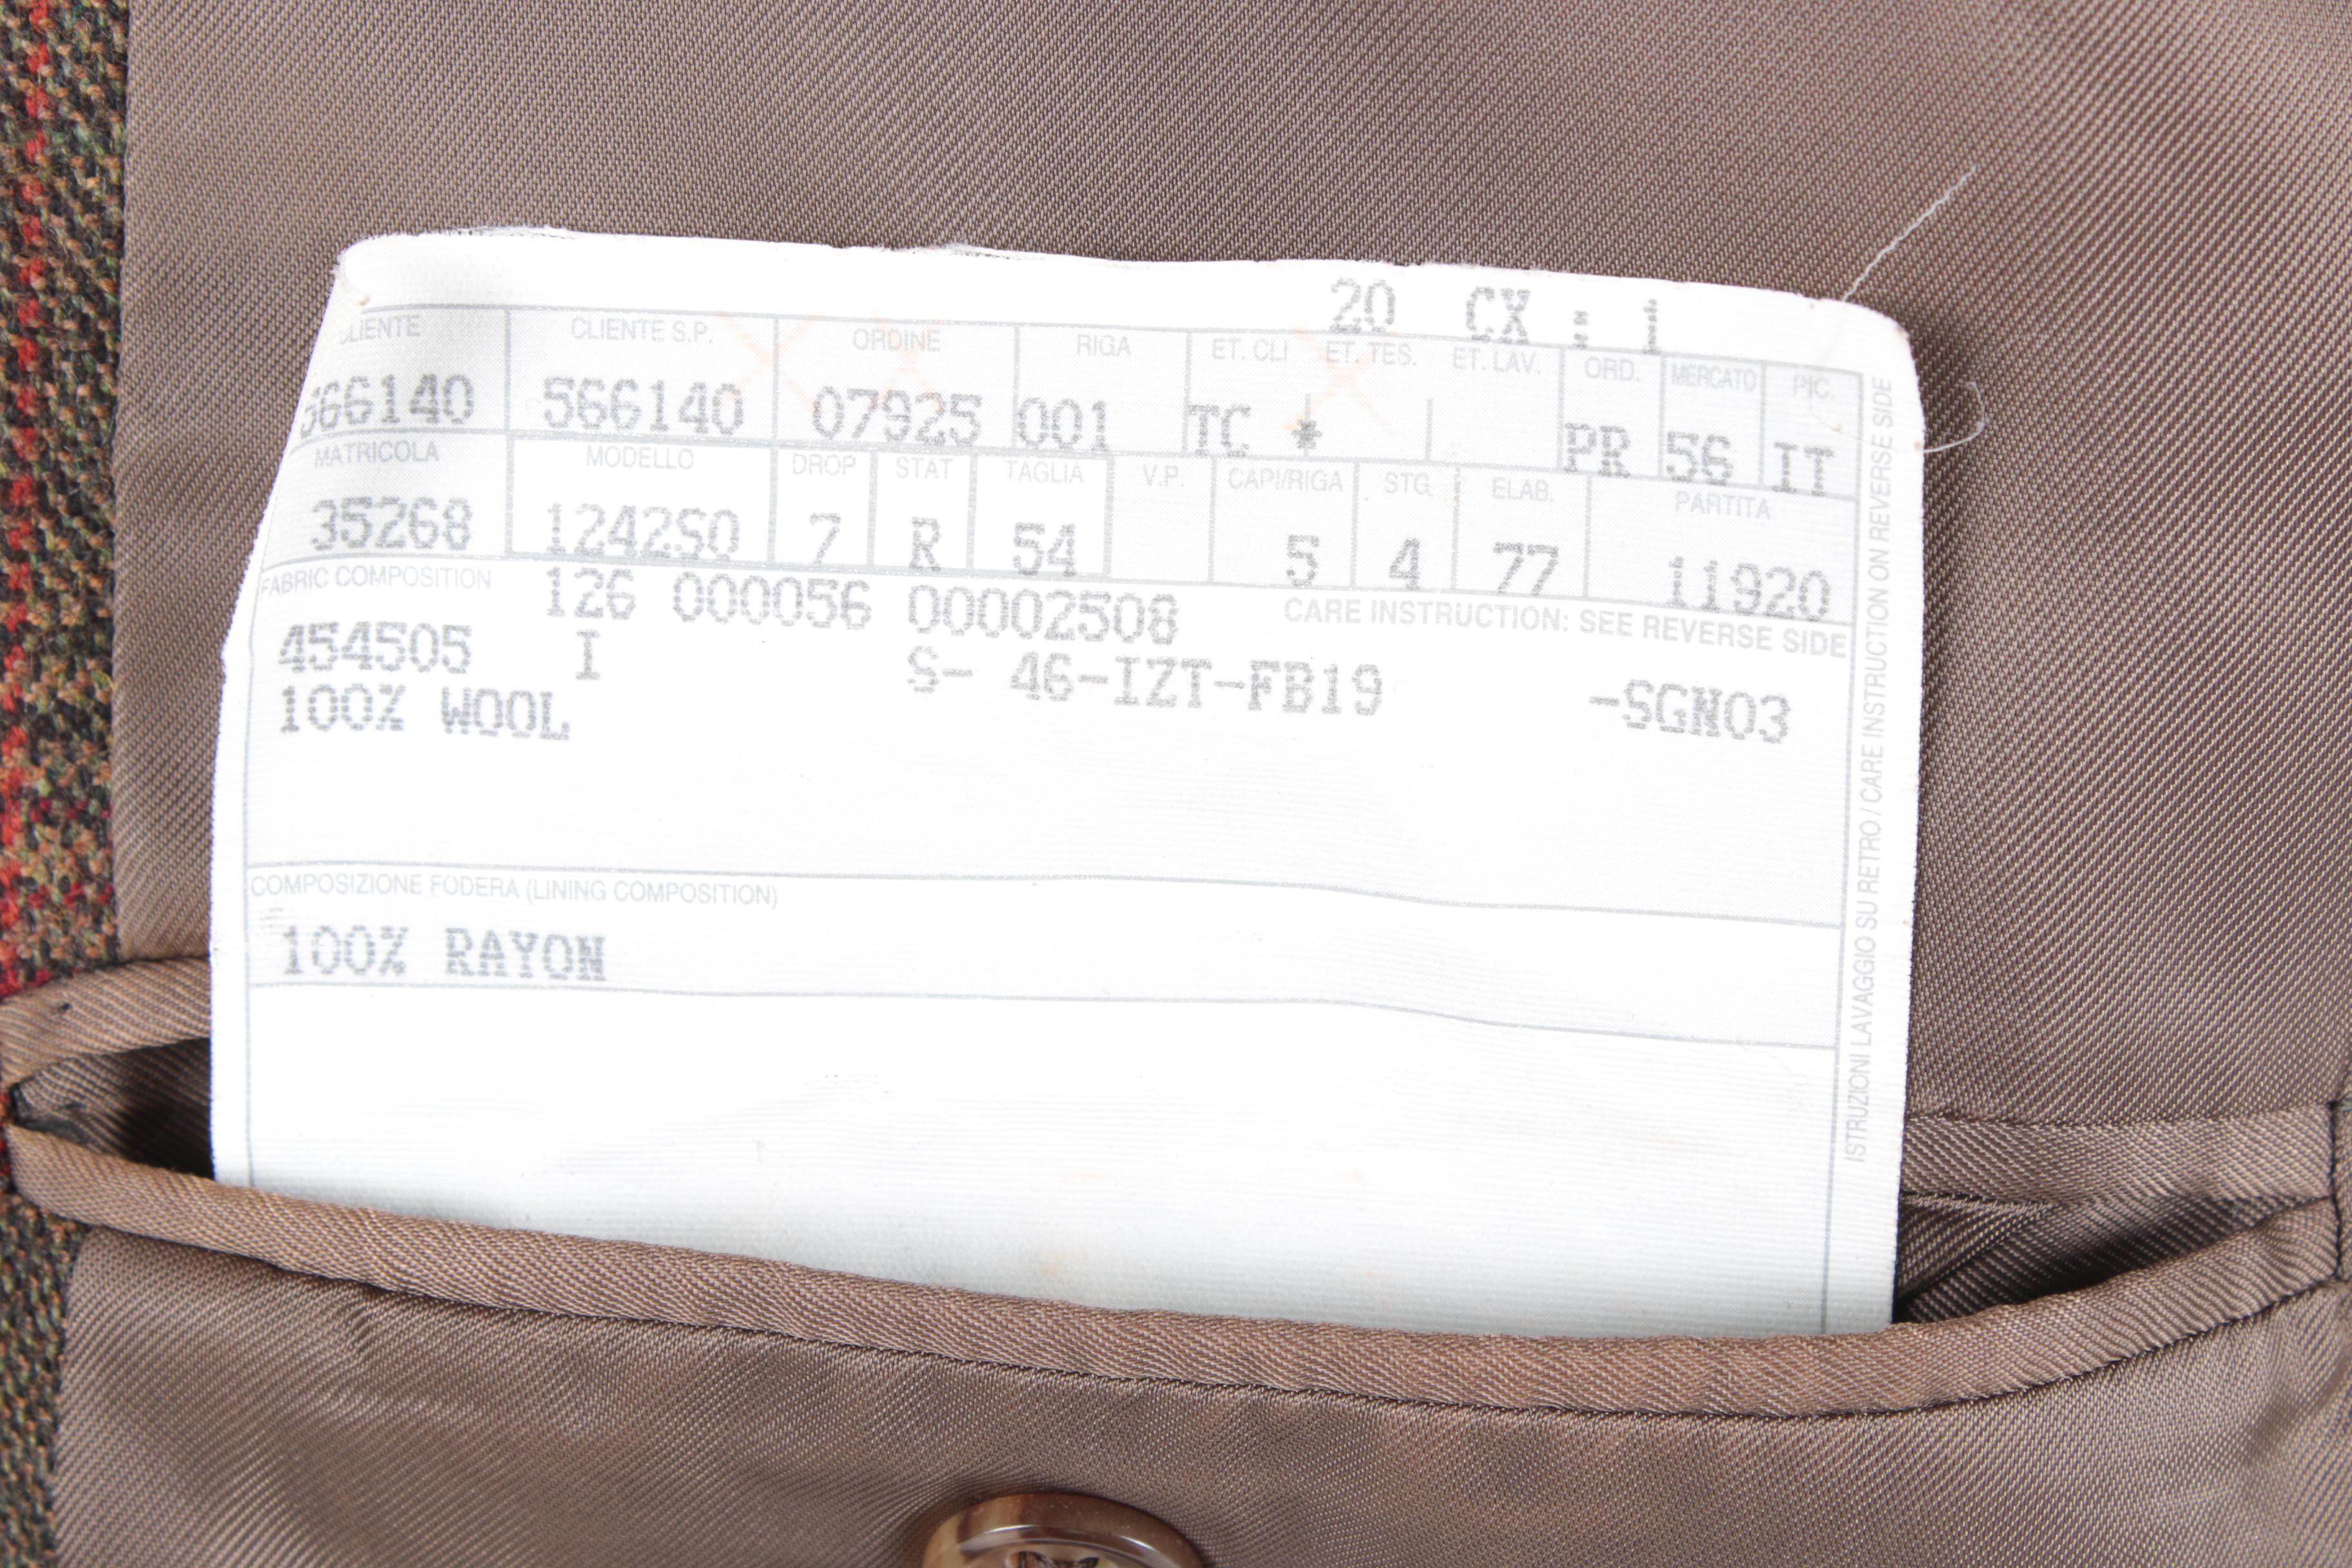 20 CX : 1
CLIENTE CLIENTE S.P. ORDINE RIGA ET. CLI ET. TES. ET. LAV. ORD. MERCATO PIC.
566140 566140 07925 001 TC * PR 56 IT
MATRICOLA MODELLO DROP STAT TAGLIA V.P. CAPI/RIGA STG ELAB. PARTITA
35268 1242S0 7 R 54 5 4 77 11920
FABRIC COMPOSITION 126 000056 00002508 CARE INSTRUCTION: SEE REVERSE SIDE
454505 I S- 46-IZT-FB19 -SGN03
100% WOOL
COMPOSIZIONE FODERA (LINING COMPOSITION)
100% RAYON
ISTRUZIONI LAVAGGIO SU RETRO / CARE INSTRUCTION ON REVERSE SIDE